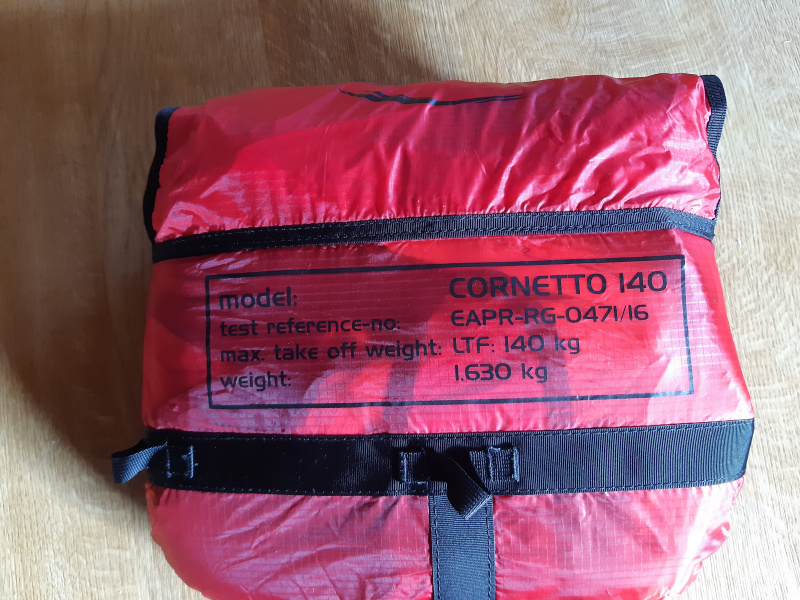 model: CORNETTO 140
test reference-no: EAPR-RG-0471/16
max. take off weight: LTF: 140 kg
weight: 1.630 kg